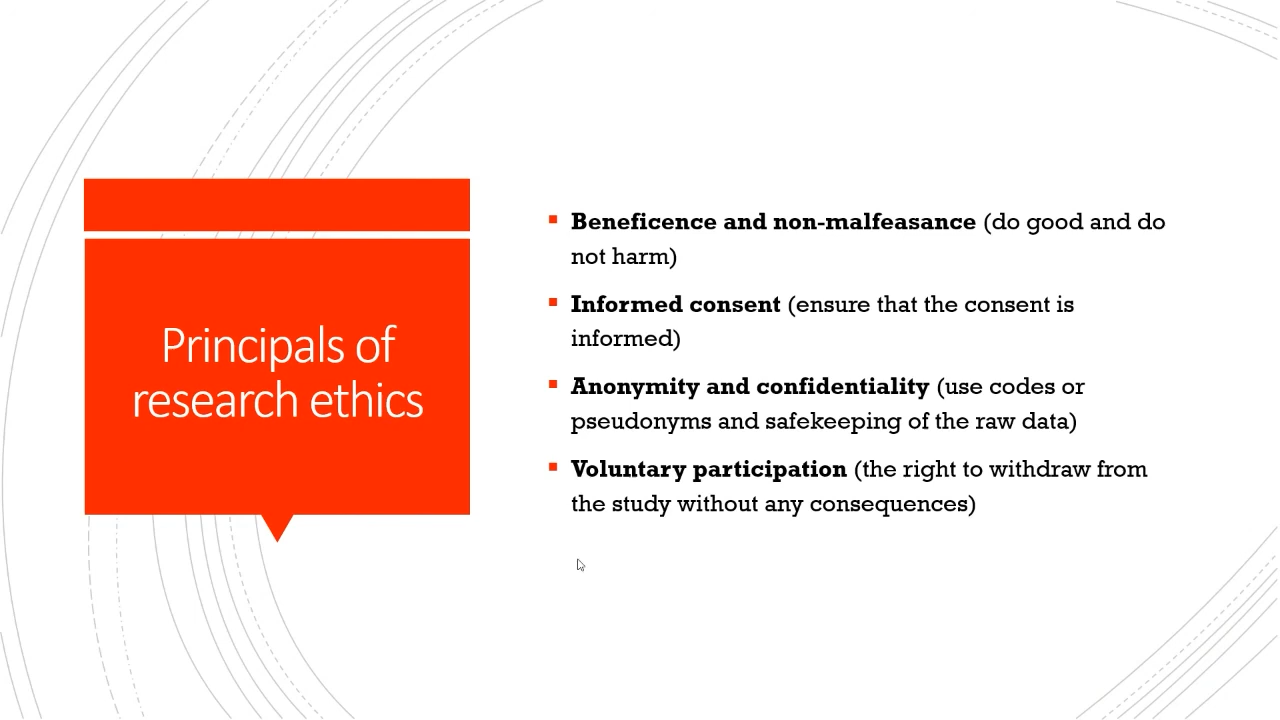 Principals of
research ethics
Beneficence and non-malfeasance (do good and do
not harm)
Informed consent (ensure that the consent is
informed)
Anonymity and confidentiality (use codes or
pseudonyms and safekeeping of the raw data)
Voluntary participation (the right to withdraw from
the study without any consequences)